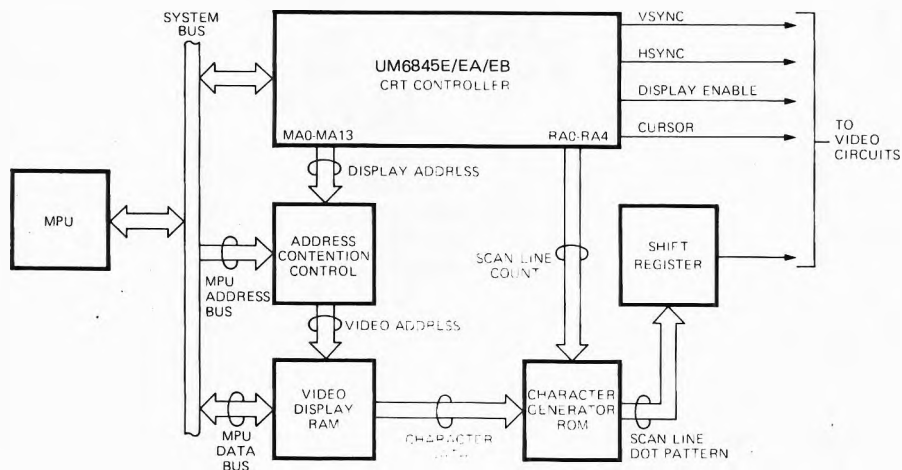 SYSTEM
BUS
UM6845E/EA/EB
CRT CONTROLLER
MA0-MA13
RA0-RA4
VSYNC
HSYNC
DISPLAY ENABLE
CURSOR
TO
VIDEO
CIRCUITS
DISPLAY ADDRESS
MPU
ADDRESS
CONTENTION
CONTROL
MPU
ADDRESS
BUS
SCAN LINE
COUNT
SHIFT
REGISTER
VIDEO ADDRESS
VIDEO
DISPLAY
RAM
MPU
DATA
BUS
CHARACTER
CHARACTER
GENERATOR
ROM
SCAN LINE
DOT PATTERN